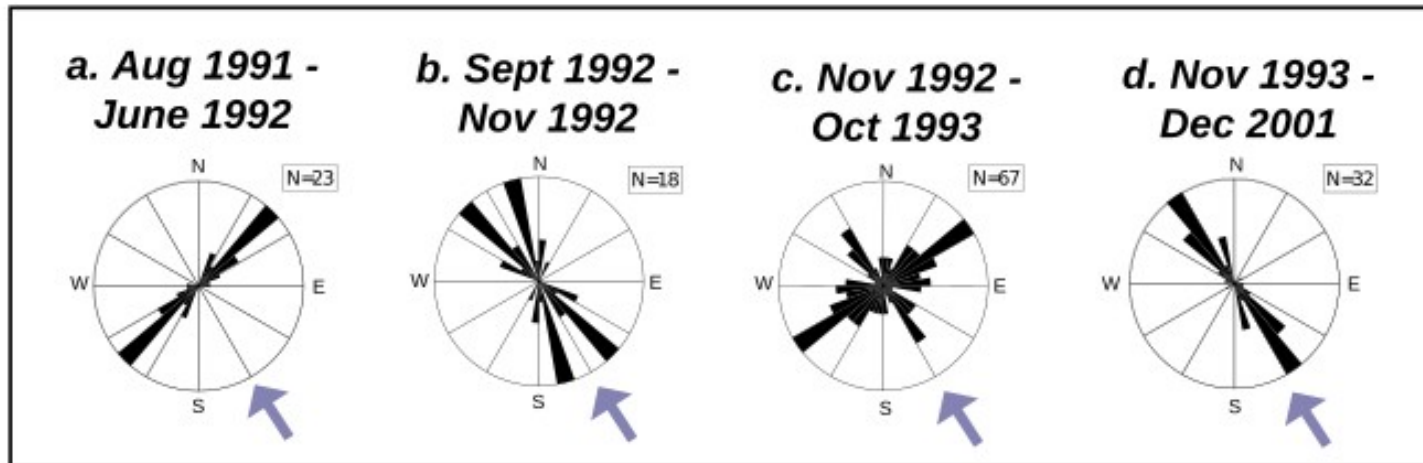 a. Aug 1991 -
June 1992
N
N=23
W
E
S
b. Sept 1992 -
Nov 1992
N
N=18
W
E
S
c. Nov 1992 -
Oct 1993
N
N=67
W
E
S
d. Nov 1993 -
Dec 2001
N
N=32
W
E
S